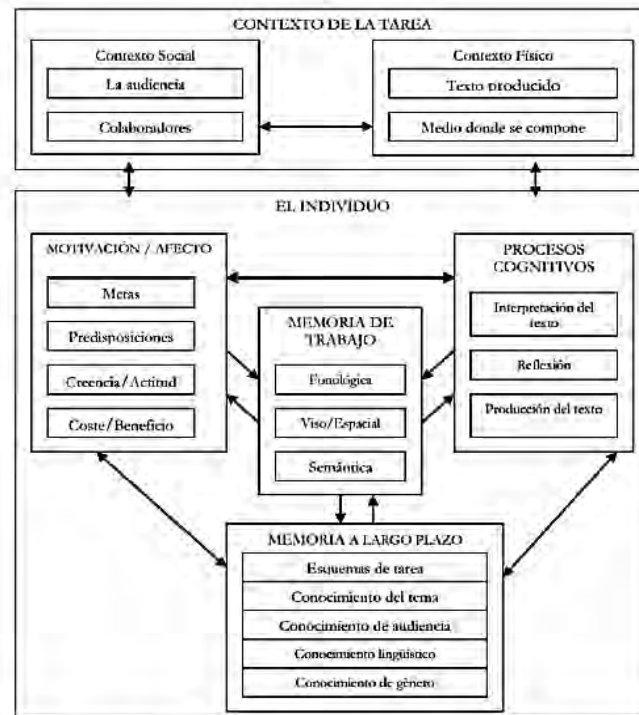 CONTEXTO DE LA TAREA
Contexto Social
La audiencia
Colaboradores
Contexto Físico
Texto producido
Medio donde se compone
EL INDIVIDUO
MOTIVACIÓN / AFECTO
Metas
Predisposiciones
Creencia/Actitud
Coste/Beneficio
MEMORIA DE
TRABAJO
Fonológica
Viso/Espacial
Semántica
PROCESOS
COGNITIVOS
Interpretación del
texto
Reflexión
Producción del texto
MEMORIA A LARGO PLAZO
Esquemas de tarea
Conocimiento del tema
Conocimiento de audiencia
Conocimiento lingüístico
Conocimiento de género